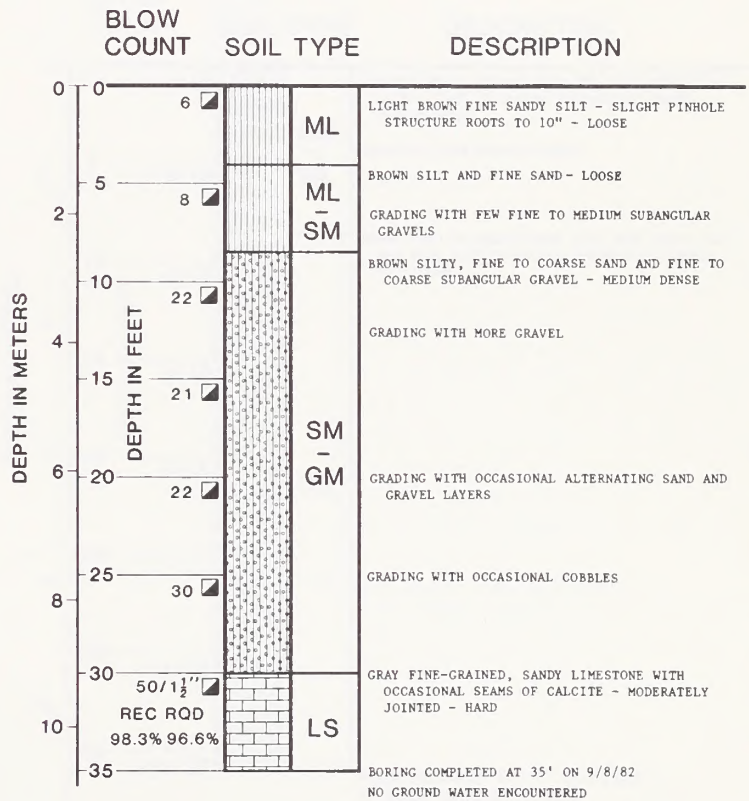 BLOW
COUNT SOIL TYPE DESCRIPTION
DEPTH IN METERS
DEPTH IN FEET
0 0
6 ML LIGHT BROWN FINE SANDY SILT - SLIGHT PINHOLE
STRUCTURE ROOTS TO 10" - LOOSE
5 BROWN SILT AND FINE SAND - LOOSE
2 8 ML - SM GRADING WITH FEW FINE TO MEDIUM SUBANGULAR
GRAVELS
10 BROWN SILTY, FINE TO COARSE SAND AND FINE TO
COARSE SUBANGULAR GRAVEL - MEDIUM DENSE
22
4 GRADING WITH MORE GRAVEL
15
21
SM - GM
6 20 GRADING WITH OCCASIONAL ALTERNATING SAND AND
22 GRAVEL LAYERS
25 GRADING WITH OCCASIONAL COBBLES
8 30
30 GRAY FINE-GRAINED, SANDY LIMESTONE WITH
50/1½" OCCASIONAL SEAMS OF CALCITE - MODERATELY
REC RQD JOINTED - HARD
10 98.3% 96.6% LS
35 BORING COMPLETED AT 35' ON 9/8/82
NO GROUND WATER ENCOUNTERED